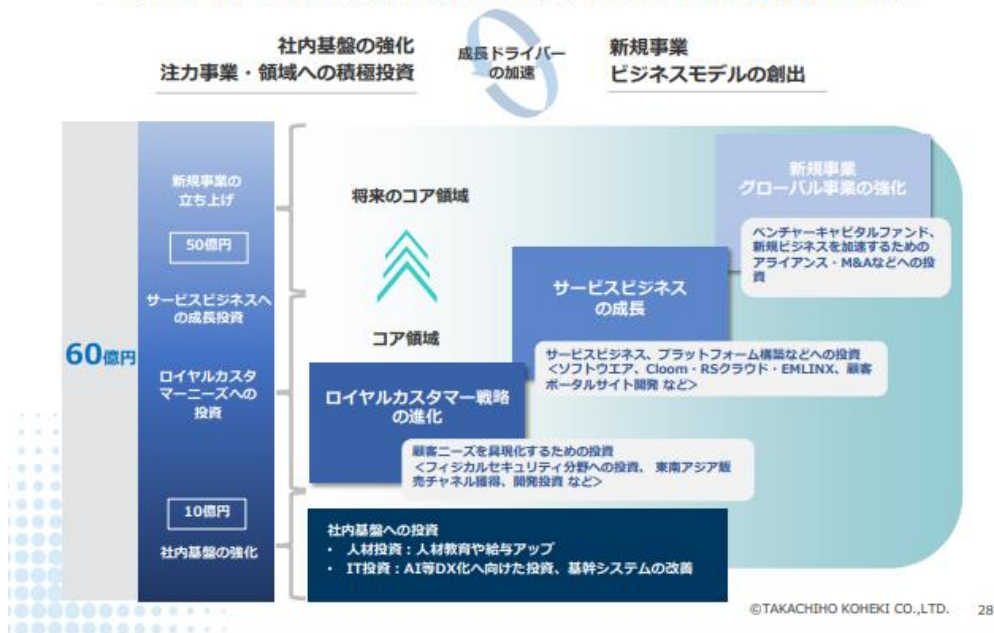 社内基盤の強化
注力事業・領域への積極投資
成長ドライバー
の加速
新規事業
ビジネスモデルの創出
60億円
新規事業の
立ち上げ
50億円
サービスビジネスへ
の成長投資
ロイヤルカスタ
マーニーズへの
投資
10億円
社内基盤の強化
将来のコア領域
コア領域
新規事業
グローバル事業の強化
ベンチャーキャピタルファンド、
新規ビジネスを加速するための
アライアンス・M&Aなどへの投
資
サービスビジネス
の成長
サービスビジネス、プラットフォーム構築などへの投資
<ソフトウエア、Cloom・RSクラウド・EMLINX、顧客
ポータルサイト開発 など>
ロイヤルカスタマー戦略
の進化
顧客ニーズを具現化するための投資
<フィジカルセキュリティ分野への投資、 東南アジア販
売チャネル獲得、開発投資 など>
社内基盤への投資
• 人材投資：人材教育や給与アップ
• IT投資：AI等DX化へ向けた投資、基幹システムの改善
©TAKACHIHO KOHEKI CO.,LTD. 28